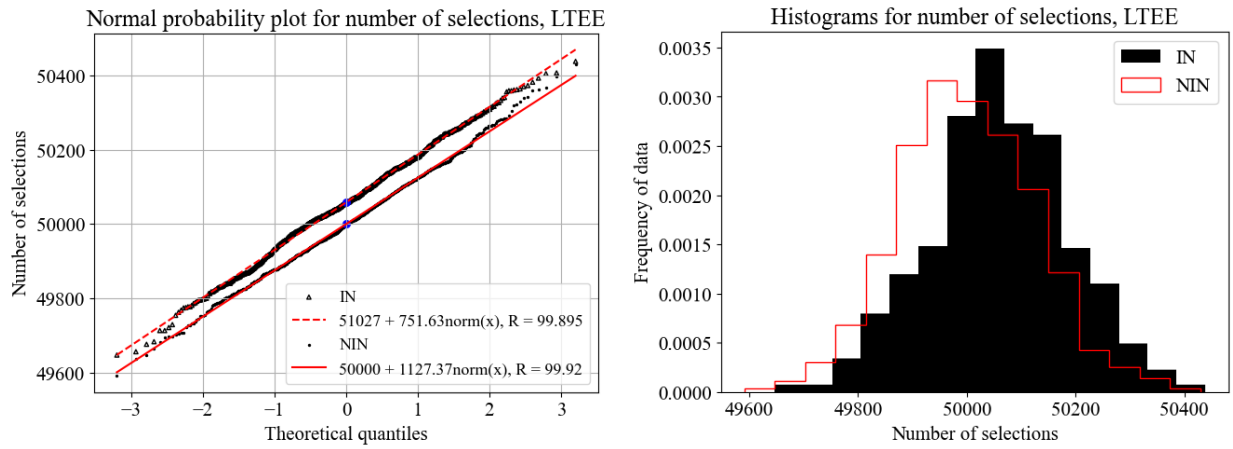 Normal probability plot for number of selections, LTEE
Number of selections
50400
50200
50000
49800
49600
IN
51027 + 751.63norm(x), R = 99.895
NIN
50000 + 1127.37norm(x), R = 99.92
−3 −2 −1 0 1 2 3
Theoretical quantiles
Histograms for number of selections, LTEE
Frequency of data
0.0035
0.0030
0.0025
0.0020
0.0015
0.0010
0.0005
0.0000
IN
NIN
49600 49800 50000 50200 50400
Number of selections